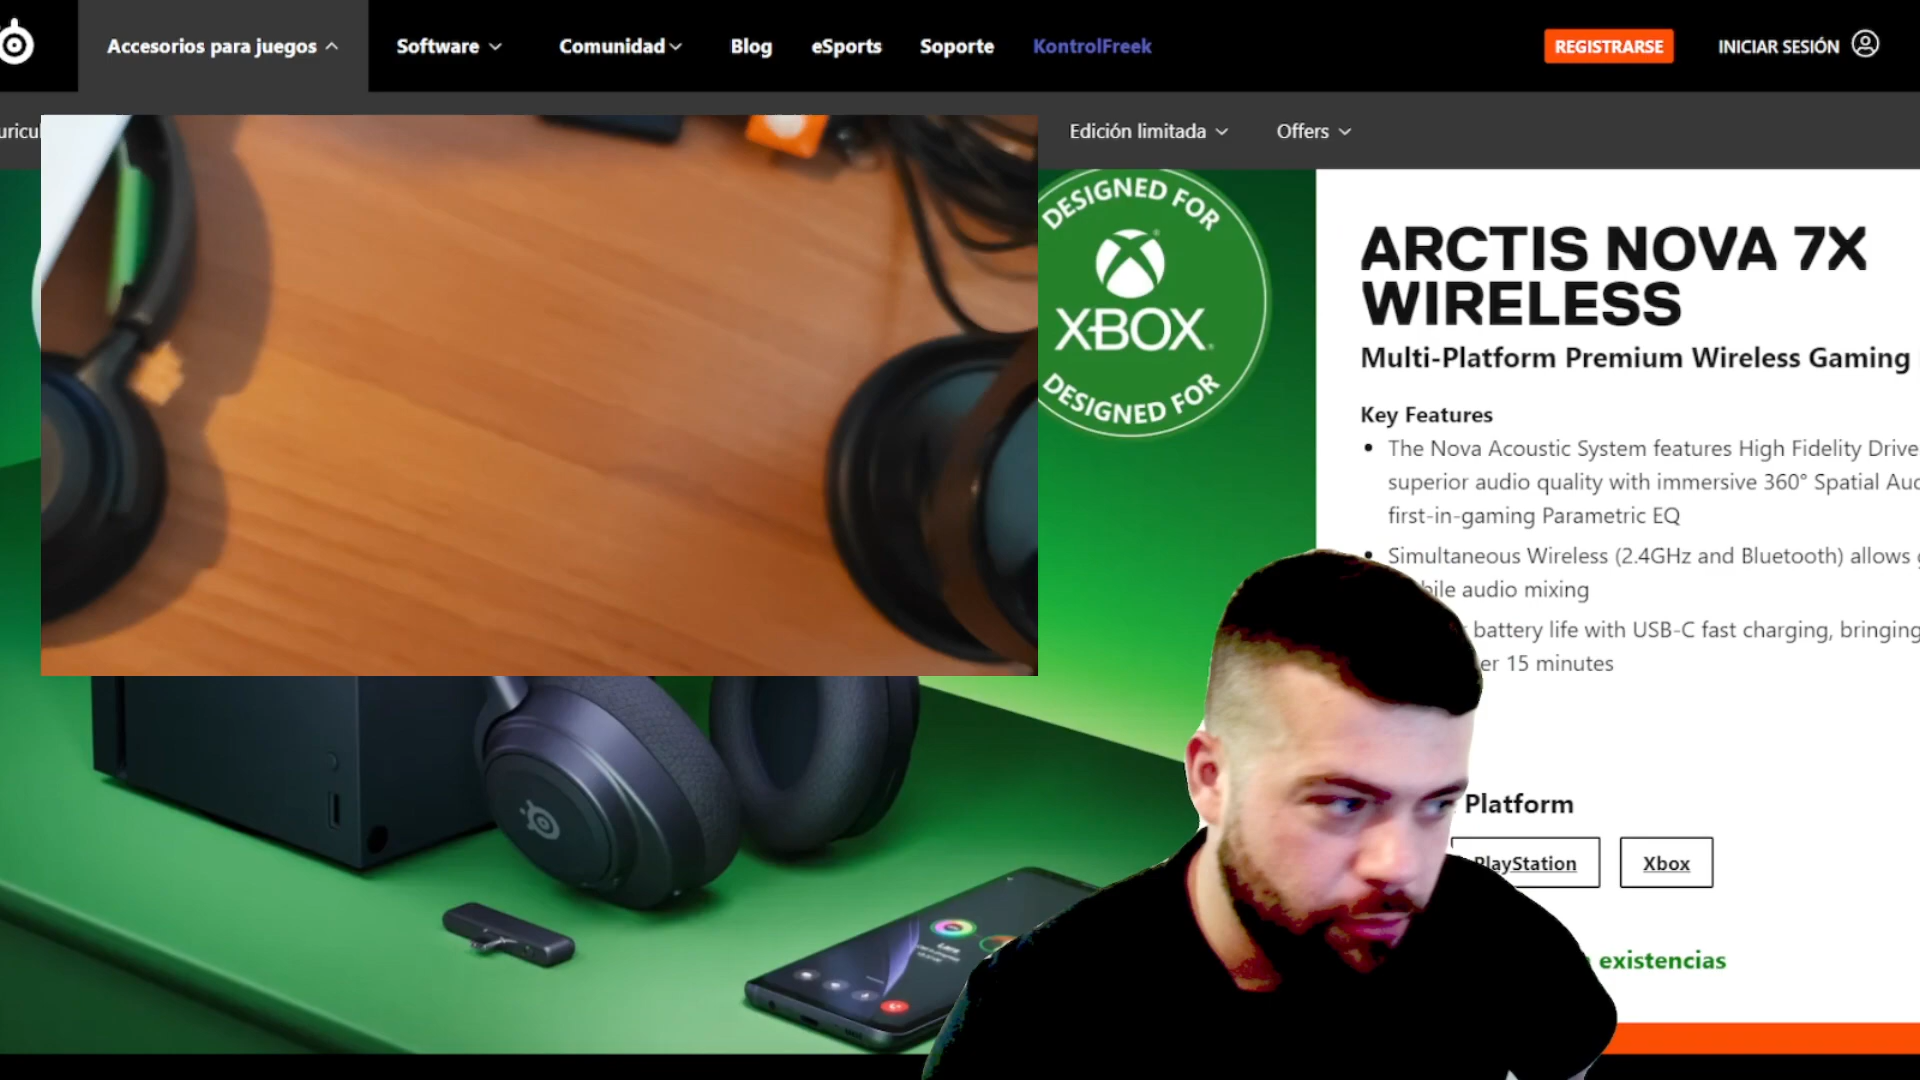 Accesorios para juegos
Software
Comunidad
Blog
eSports
Soporte
KontrolFreek
REGISTRARSE
INICIAR SESIÓN
Edición limitada
Offers
DESIGNED FOR
XBOX
DESIGNED FOR
ARCTIS NOVA 7X
WIRELESS
Multi-Platform Premium Wireless Gaming
Key Features
The Nova Acoustic System features High Fidelity Drive
superior audio quality with immersive 360° Spatial
first-in-gaming Parametric EQ
Simultaneous Wireless (2.4GHz and Bluetooth) allows
audio mixing
battery life with USB-C fast charging, bringing
15 minutes
Platform
PlayStation
Xbox
existencias